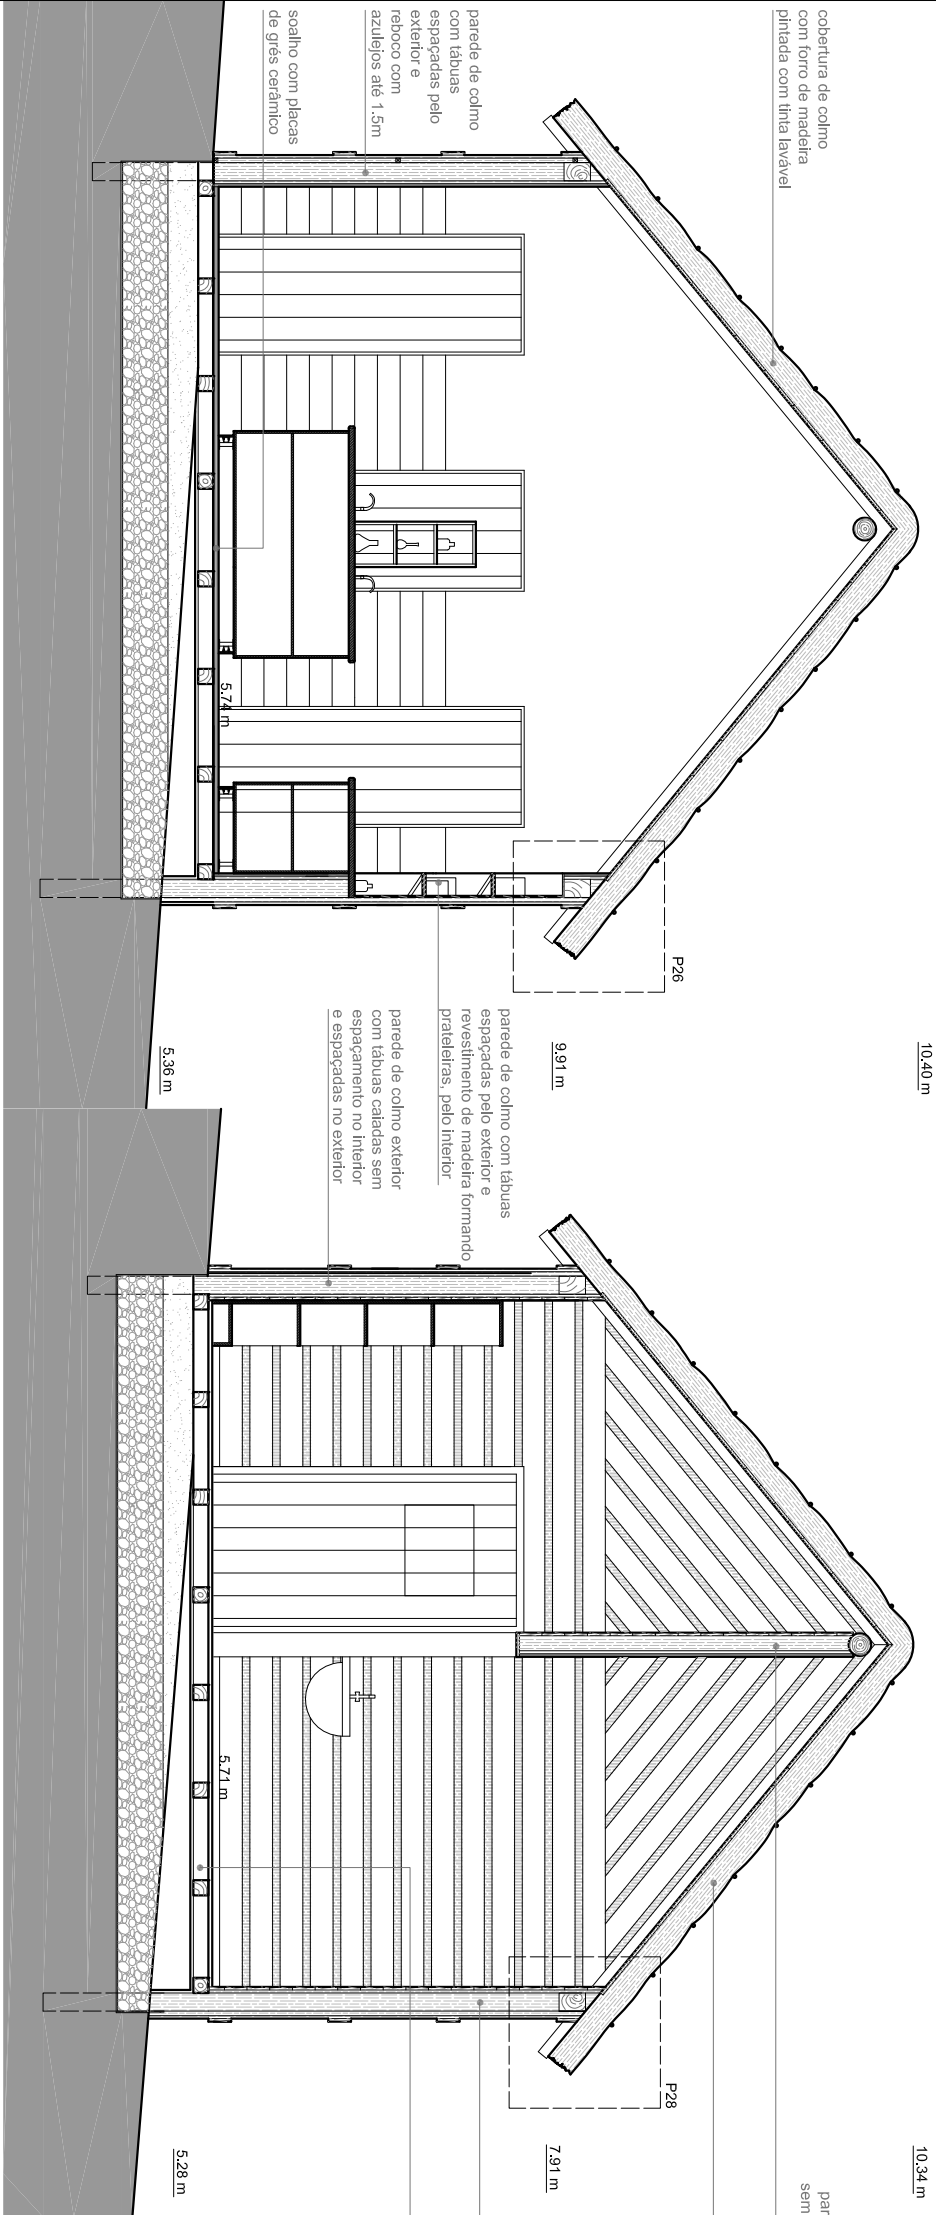 cobertura de colmo
com forro de madeira
pintada com tinta lavável
parede de colmo
com tábuas
espaçadas pelo
exterior e
reboco com
azulejos até 1.5m
soalho com placas
de grés cerâmico
5.74 m
P26
10.40 m
9.91 m
5.36 m
parede de colmo com tábuas
espaçadas pelo exterior e
revestimento de madeira formando
prateleiras, pelo interior
parede de colmo exterior
com tábuas caiadas sem
espaçamento no interior
e espaçadas no exterior
5.71 m
P28
10.34 m
7.91 m
5.28 m
par
sem